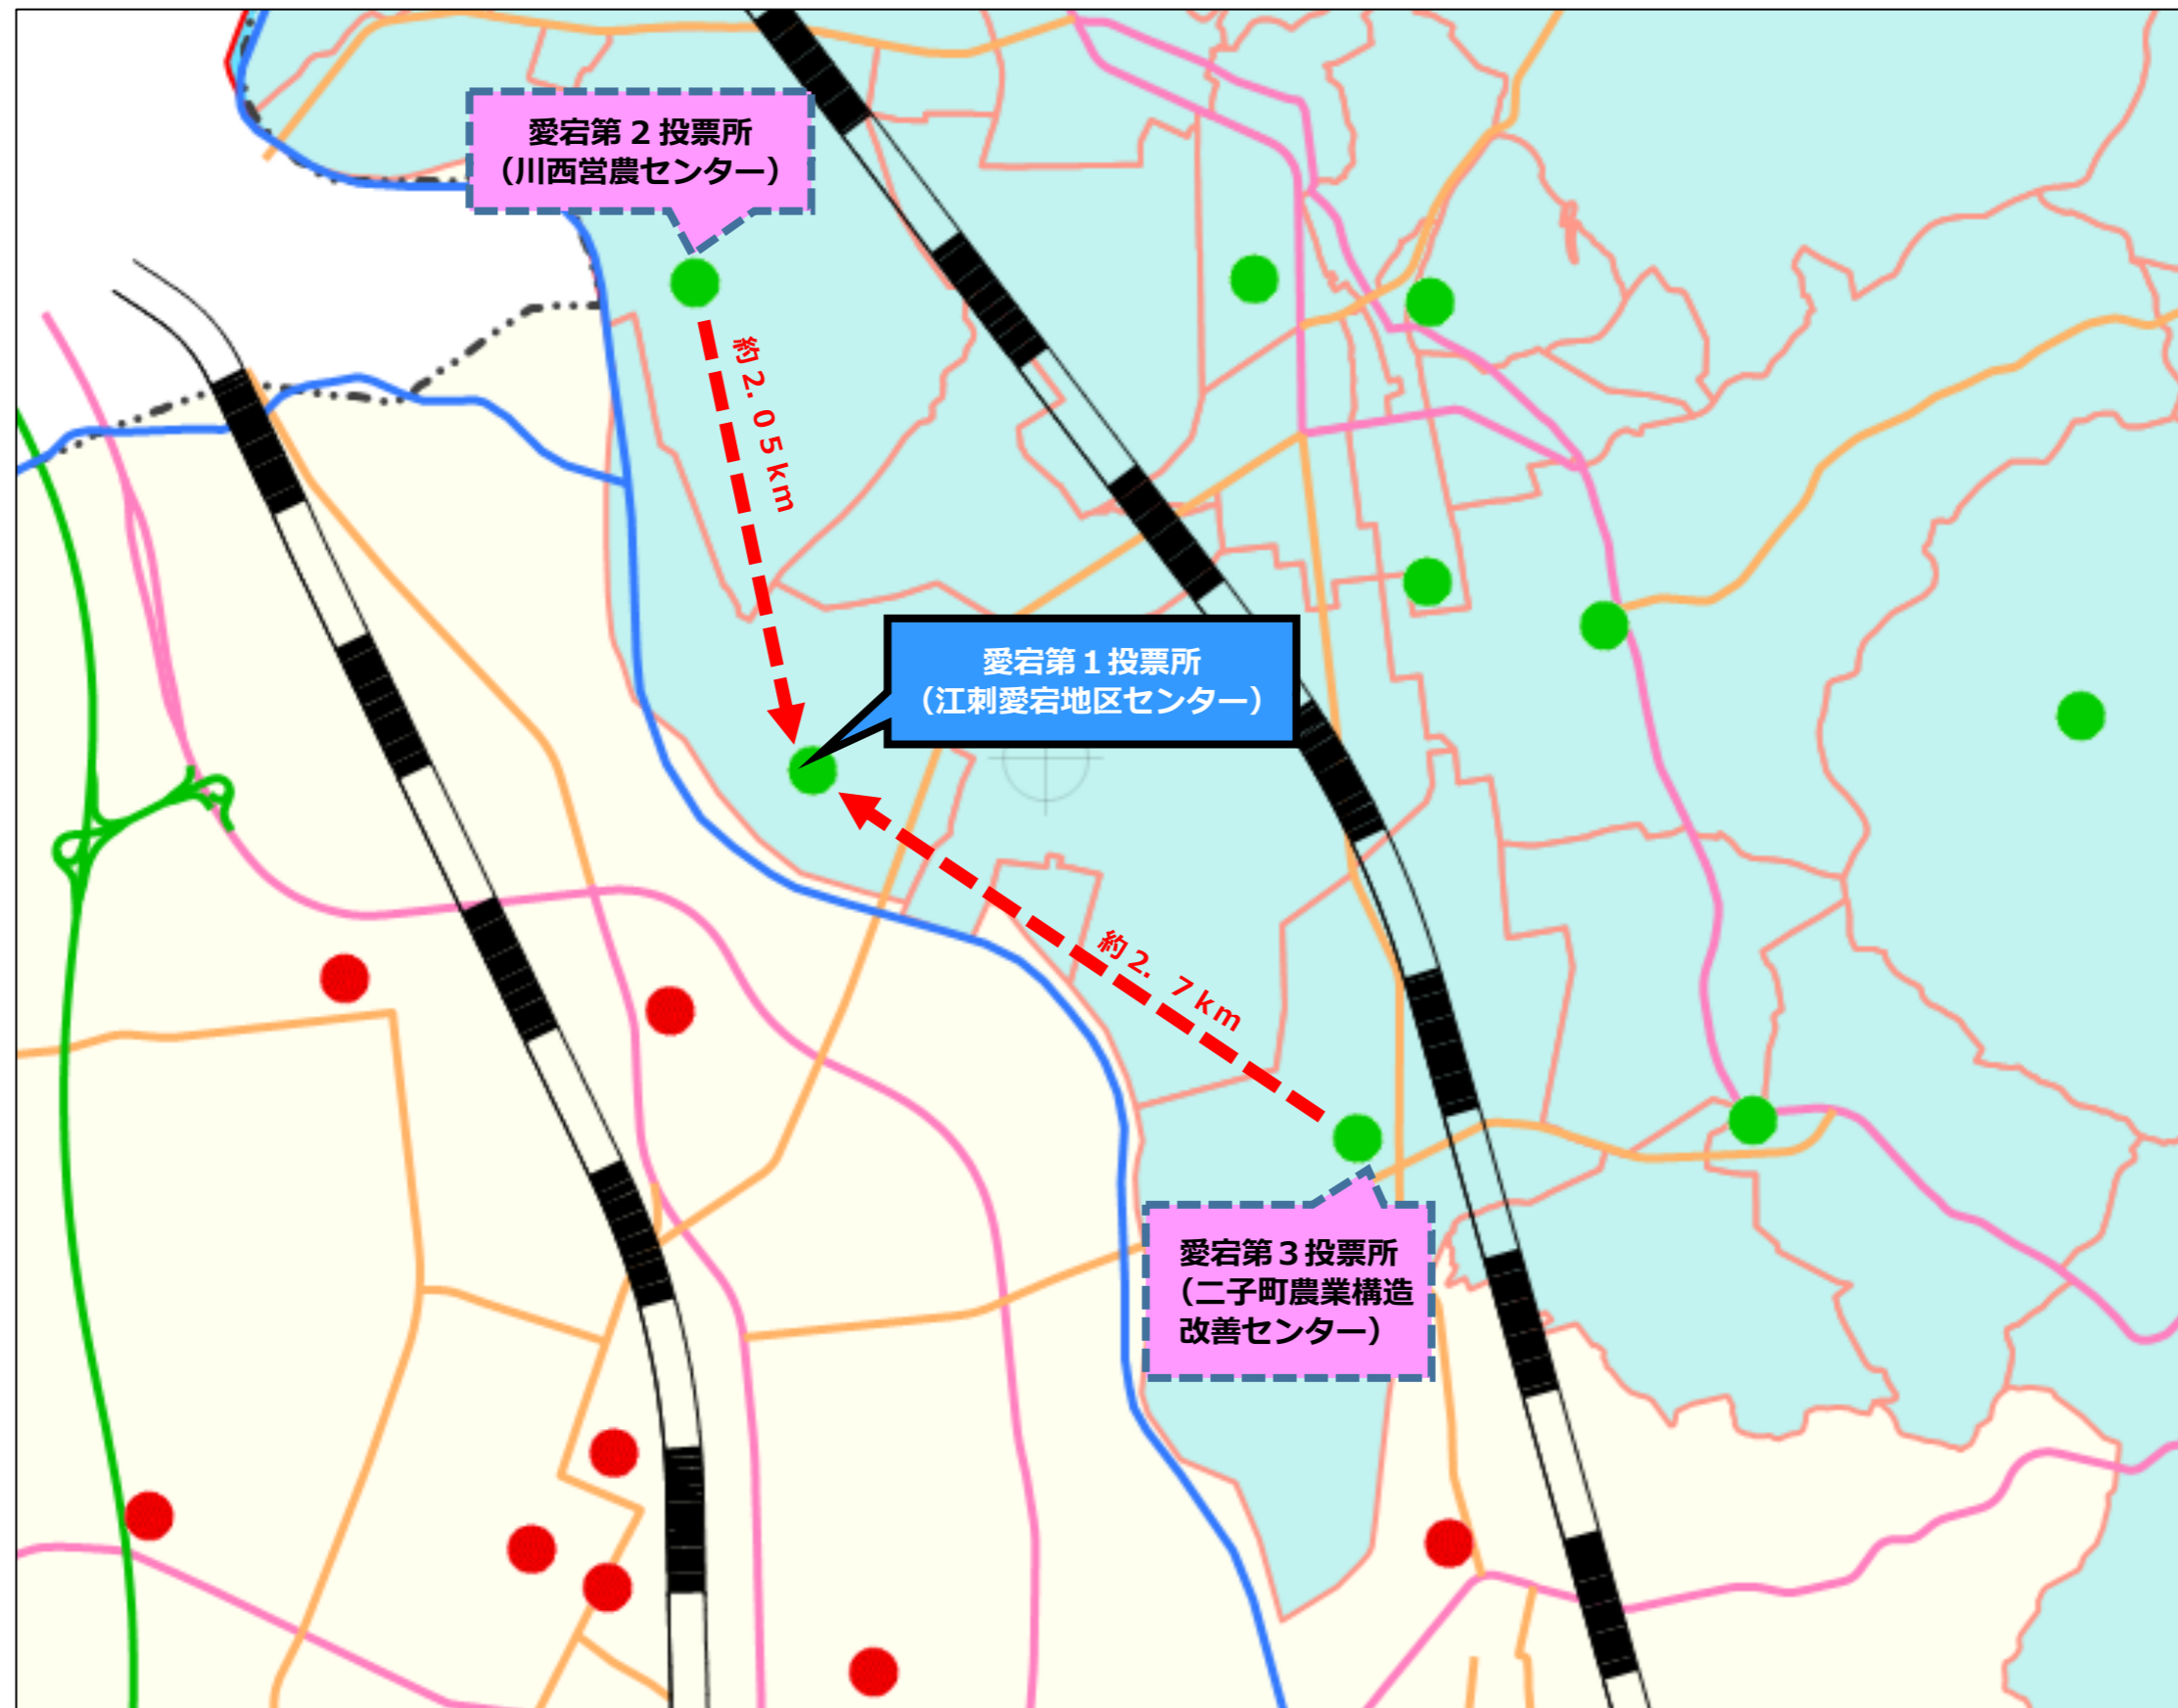 愛宕第２投票所
（川西営農センター）
約２．０５ｋｍ
愛宕第１投票所
（江刺愛宕地区センター）
約２．７ｋｍ
愛宕第３投票所
（二子町農業構造
改善センター）